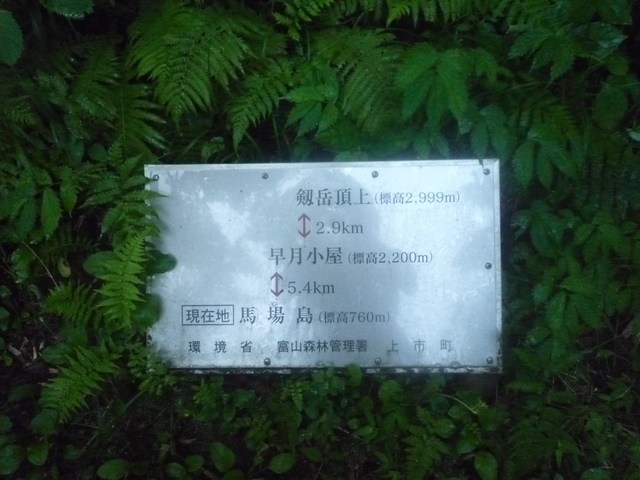 剱岳頂上(標高2,999m)
2.9km
早月小屋(標高2,200m)
5.4km
現在地 馬場島(標高760m)
環境省 富山森林管理署 上市町